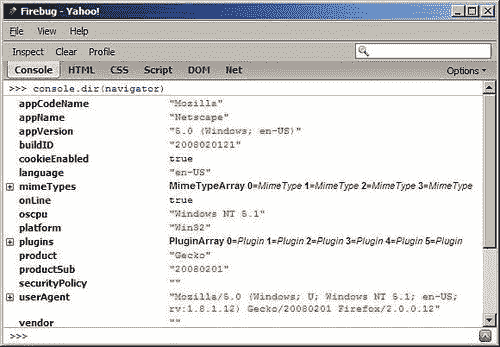 Firebug - Yahoo!
File View Help
Inspect Clear Profile
Console HTML CSS Script DOM Net Options
>>> console.dir(navigator)
appCodeName "Mozilla"
appName "Netscape"
appVersion "5.0 (Windows; en-US)"
buildID "2008020121"
cookieEnabled true
language "en-US"
mimeTypes MimeTypeArray 0=MimeType 1=MimeType 2=MimeType 3=MimeType
onLine true
oscpu "Windows NT 5.1"
platform "Win32"
plugins PluginArray 0=Plugin 1=Plugin 2=Plugin 3=Plugin 4=Plugin 5=Plugin
product "Gecko"
productSub "20080201"
securityPolicy ""
userAgent "Mozilla/5.0 (Windows; U; Windows NT 5.1; en-US;
rv:1.8.1.12) Gecko/20080201 Firefox/2.0.0.12"
vendor ""
>>>